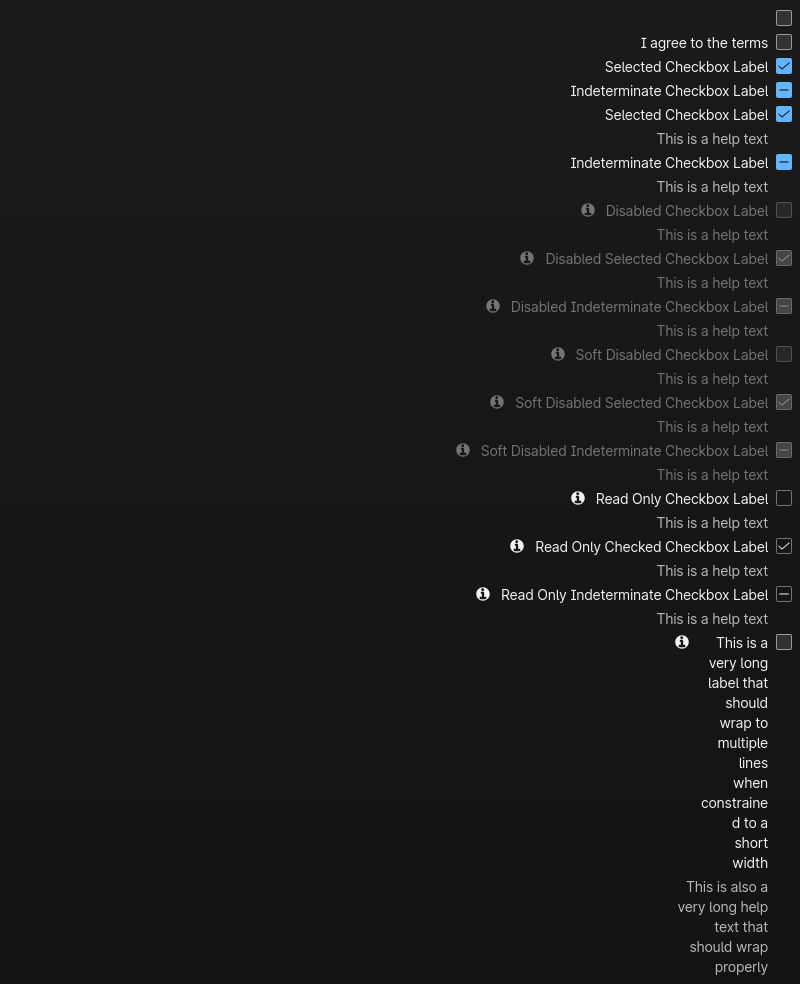 I agree to the terms
Selected Checkbox Label
Indeterminate Checkbox Label
Selected Checkbox Label
This is a help text
Indeterminate Checkbox Label
This is a help text
Disabled Checkbox Label
This is a help text
Disabled Selected Checkbox Label
This is a help text
Disabled Indeterminate Checkbox Label
This is a help text
Soft Disabled Checkbox Label
This is a help text
Soft Disabled Selected Checkbox Label
This is a help text
Soft Disabled Indeterminate Checkbox Label
This is a help text
Read Only Checkbox Label
This is a help text
Read Only Checked Checkbox Label
This is a help text
Read Only Indeterminate Checkbox Label
This is a help text
This is a
very long
label that
should
wrap to
multiple
lines
when
constraine
d to a
short
width
This is also a
very long help
text that
should wrap
properly